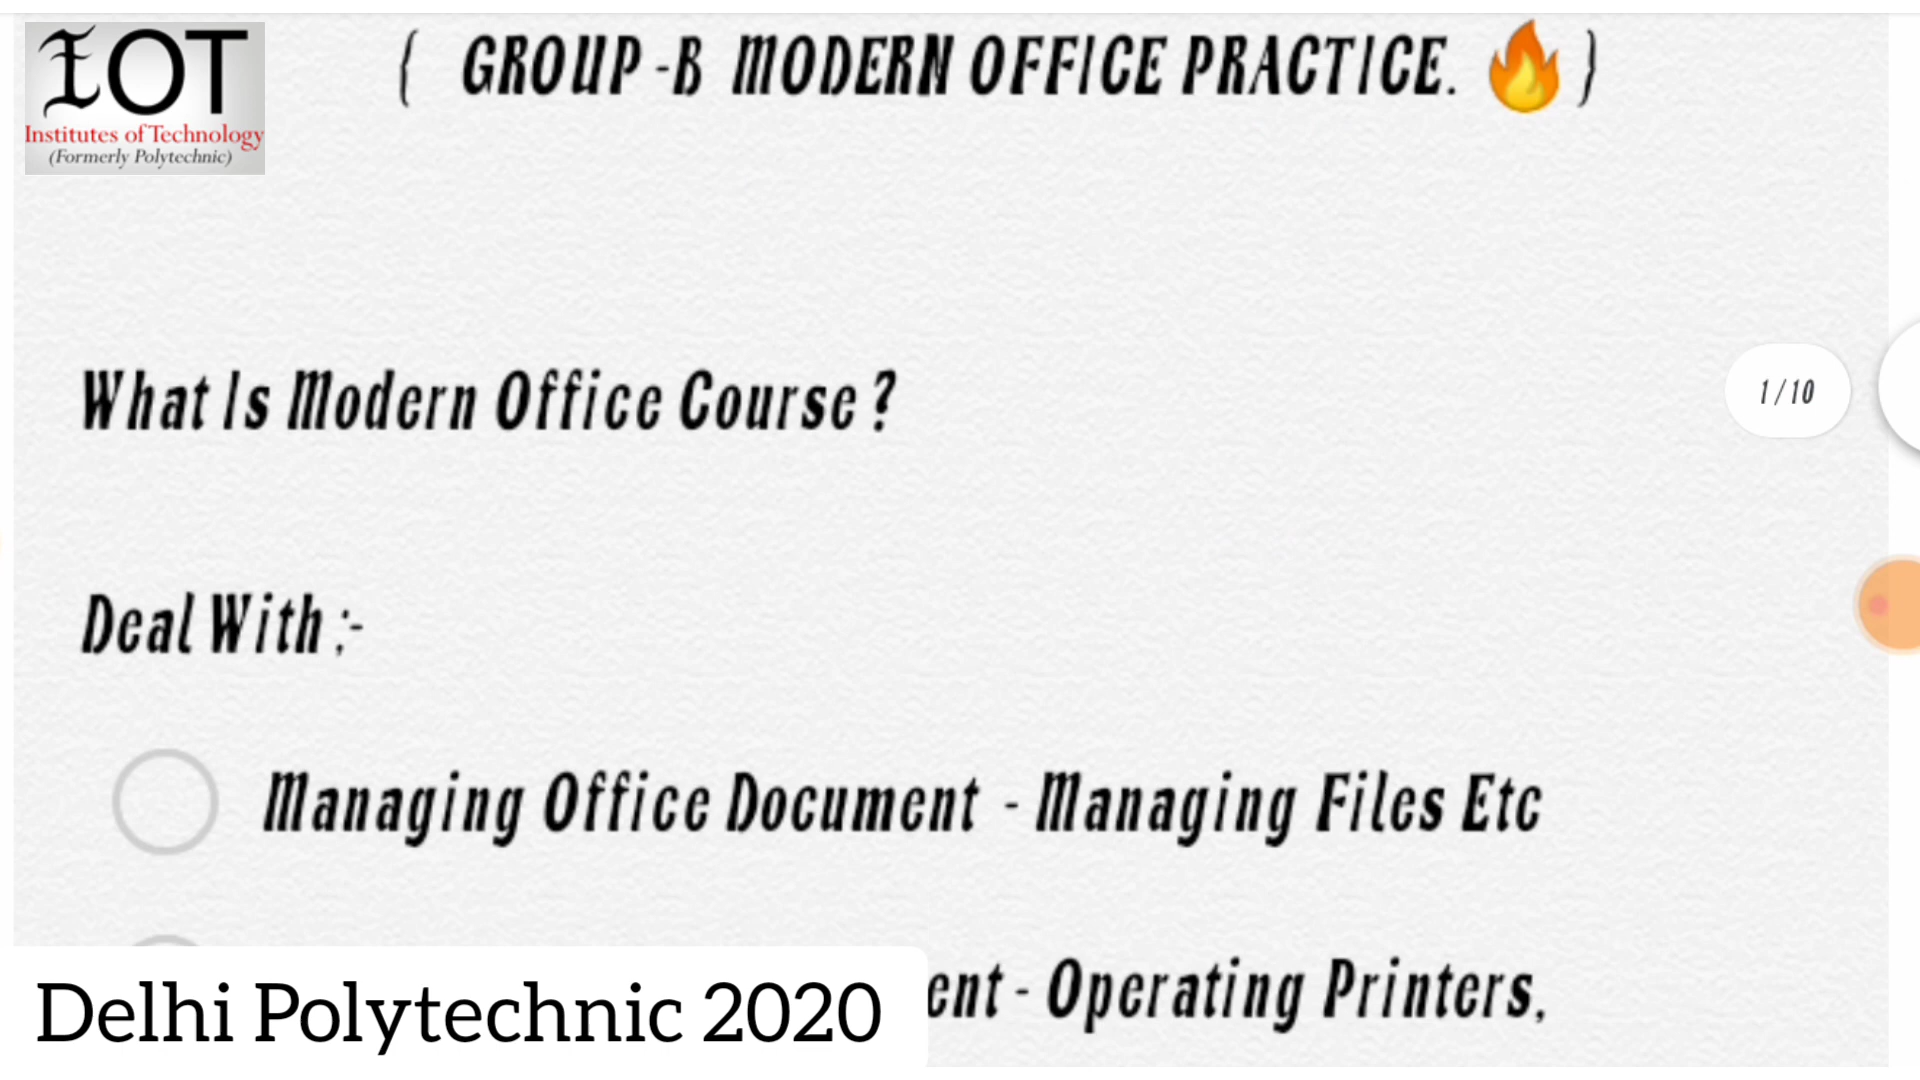 IOT
Institutes of Technology
(Formerly Polytechnic)
{ GROUP -B MODERN OFFICE PRACTICE. 🔥 }
What Is Modern Office Course ?
1 / 10
Deal With :-
Managing Office Document - Managing Files Etc
ent - Operating Printers,
Delhi Polytechnic 2020